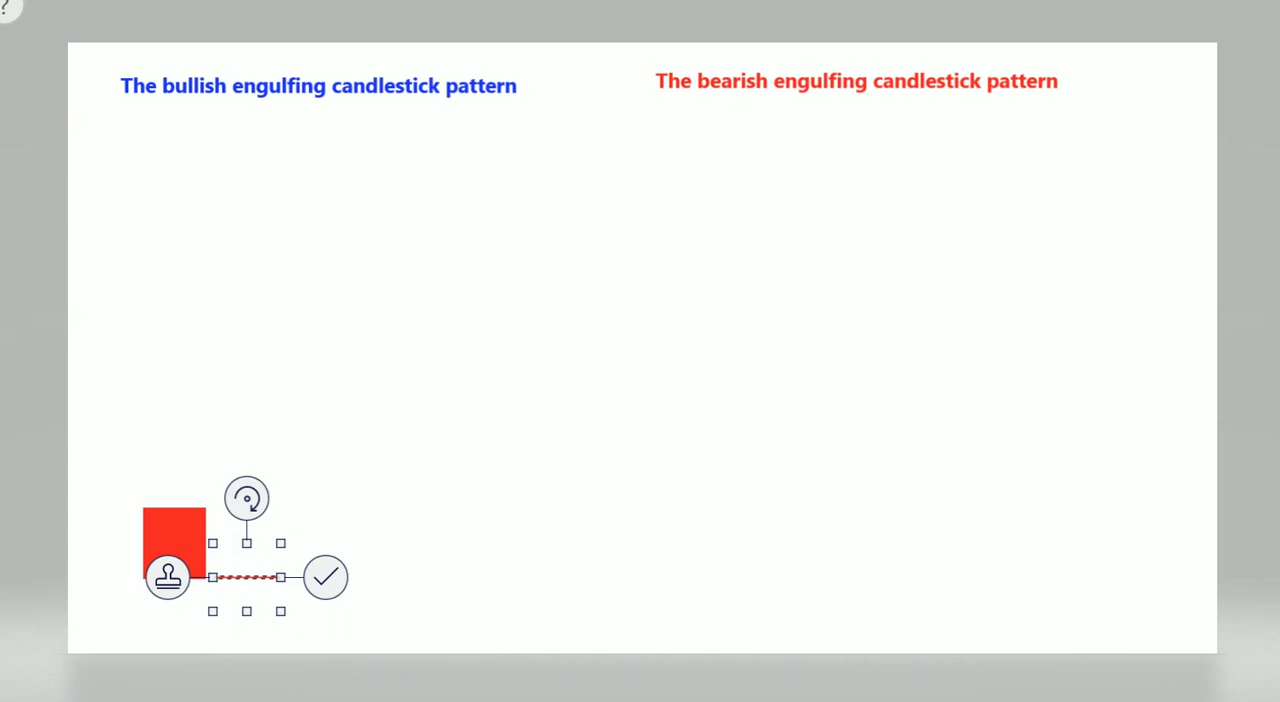 ?
The bullish engulfing candlestick pattern
The bearish engulfing candlestick pattern